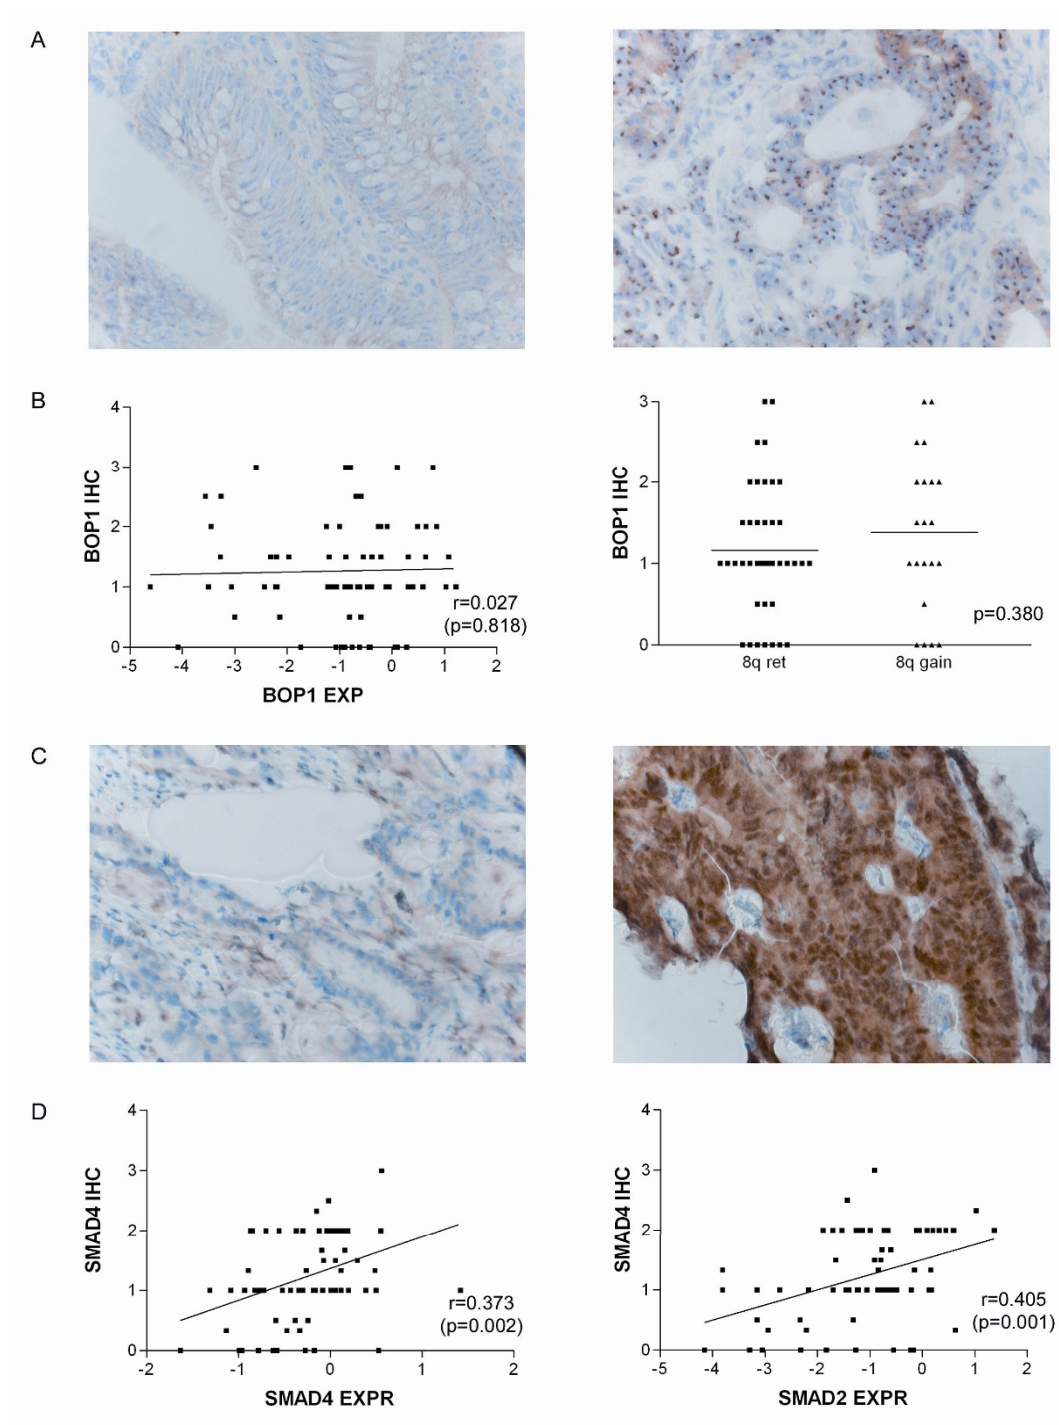 A
B
4
3
2
1
0
BOP1 IHC
-5 -4 -3 -2 -1 0 1 2
BOP1 EXP
r=0.027
(p=0.818)
3
2
1
0
BOP1 IHC
8q ret 8q gain
p=0.380
C
D
4
3
2
1
0
SMAD4 IHC
-2 -1 0 1 2
SMAD4 EXPR
r=0.373
(p=0.002)
4
3
2
1
0
SMAD4 IHC
-5 -4 -3 -2 -1 0 1 2
SMAD2 EXPR
r=0.405
(p=0.001)